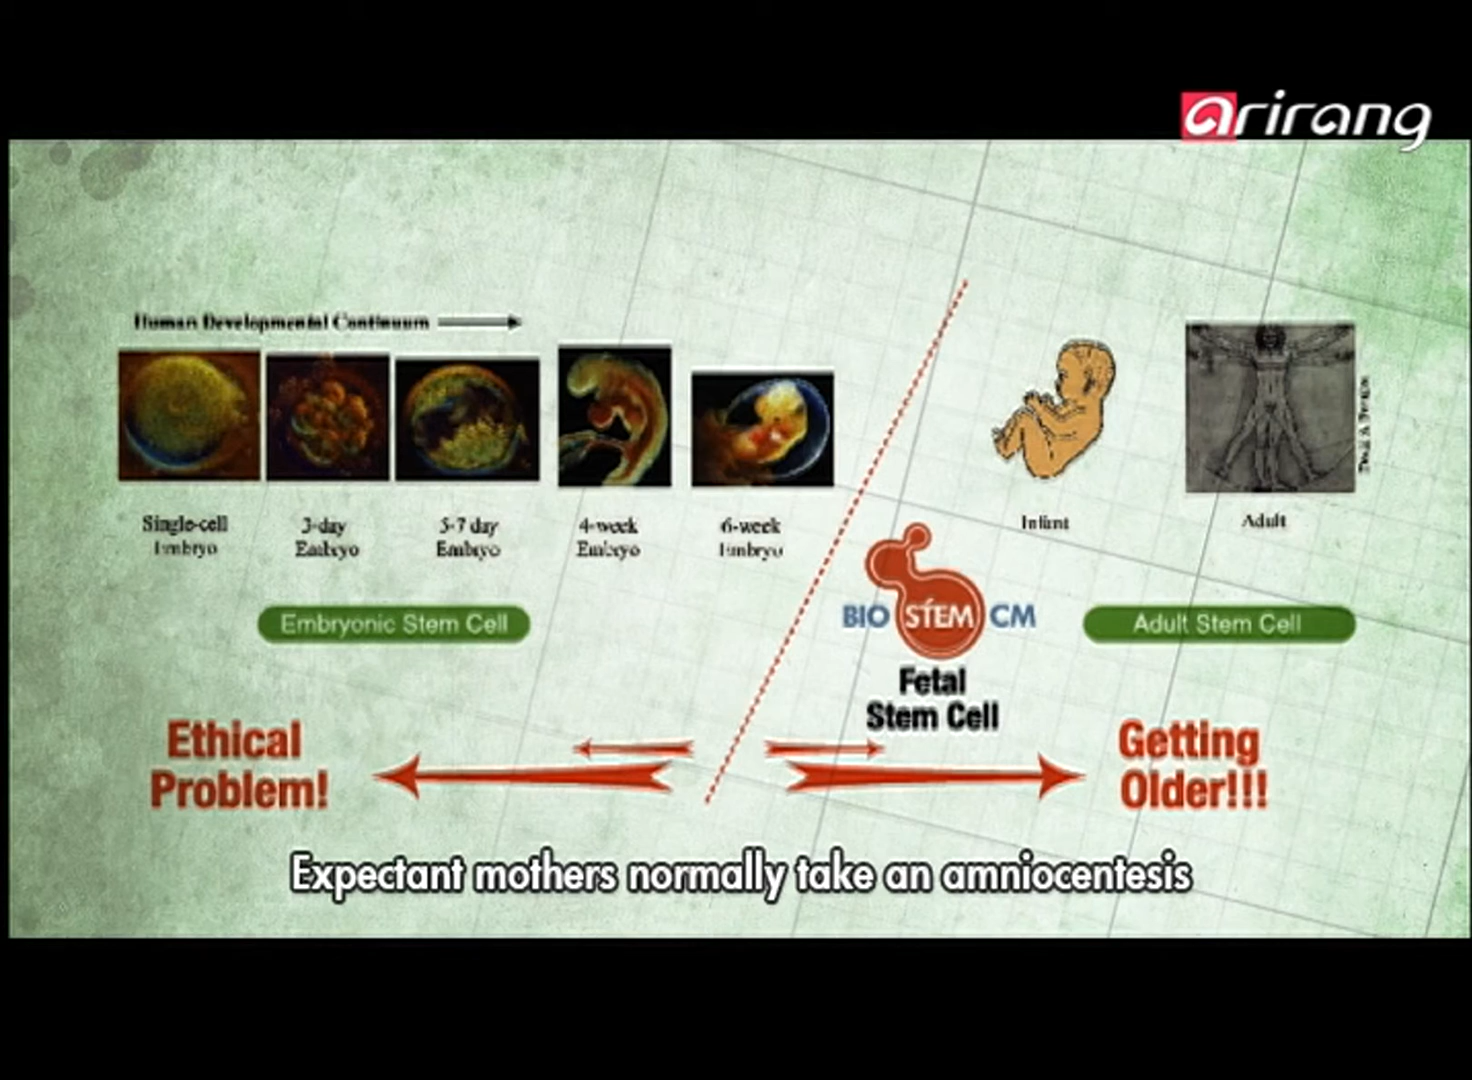 arirang
Human Developmental Continuum
Single-cell
Embryo
3-day
Embryo
5-7 day
Embryo
4-week
Embryo
6-week
Embryo
Infant
Adult
BIO STEM CM
Fetal
Stem Cell
Embryonic Stem Cell
Adult Stem Cell
Ethical
Problem!
Getting
Older!!!
Expectant mothers normally take an amniocentesis